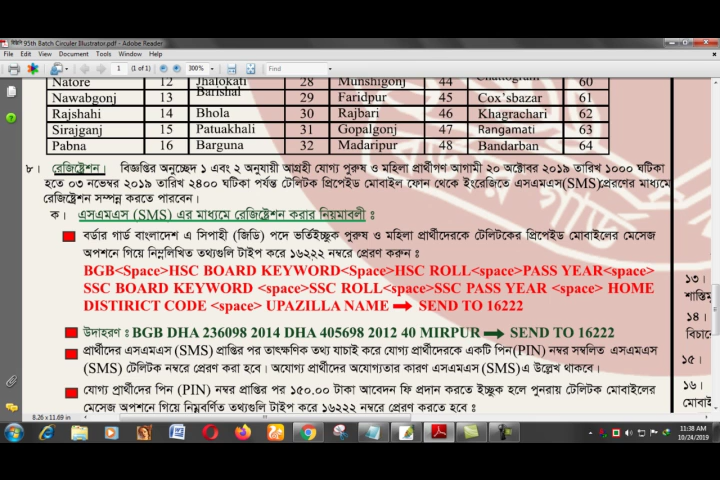 95th Batch Circuler Illustrator.pdf - Adobe Reader
File Edit View Document Tools Window Help
1 (1 of 1) 300% Find
Natore 12 Jhalokati 28 Munshigonj 44 Chattogram 60
Nawabgonj 13 Barishal 29 Faridpur 45 Cox'sbazar 61
Rajshahi 14 Bhola 30 Rajbari 46 Khagrachari 62
Sirajganj 15 Patuakhali 31 Gopalgonj 47 Rangamati 63
Pabna 16 Barguna 32 Madaripur 48 Bandarban 64
৮। রেজিস্ট্রেশন। বিজ্ঞপ্তির অনুচ্ছেদ ১ এবং ২ অনুযায়ী আগ্রহী যোগ্য পুরুষ ও মহিলা প্রার্থীগণ আগামী ২০ অক্টোবর ২০১৯ তারিখ ১০০০ ঘটিকা
হতে ০৩ নভেম্বর ২০১৯ তারিখ ২৪০০ ঘটিকা পর্যন্ত টেলিটক প্রিপেইড মোবাইল ফোন থেকে ইংরেজিতে এসএমএস(SMS)প্রেরণের মাধ্যমে
রেজিস্ট্রেশন সম্পন্ন করতে পারবেন।
ক। এসএমএস (SMS) এর মাধ্যমে রেজিস্ট্রেশন করার নিয়মাবলী ঃ
বর্ডার গার্ড বাংলাদেশ এ সিপাহী (জিডি) পদে ভর্তিইচ্ছুক পুরুষ ও মহিলা প্রার্থীদেরকে টেলিটকের প্রিপেইড মোবাইলের মেসেজ
অপশনে গিয়ে নিম্নলিখিত তথ্যগুলি টাইপ করে ১৬২২২ নম্বরে প্রেরণ করুন ঃ
BGB<Space>HSC BOARD KEYWORD<Space>HSC ROLL<space>PASS YEAR<space>
SSC BOARD KEYWORD <space>SSC ROLL<space>SSC PASS YEAR <space> HOME
DISTIRICT CODE <space> UPAZILLA NAME ➡ SEND TO 16222
উদাহরণ ঃ BGB DHA 236098 2014 DHA 405698 2012 40 MIRPUR ➡ SEND TO 16222
প্রার্থীদের এসএমএস (SMS) প্রাপ্তির পর তাৎক্ষণিক তথ্য যাচাই করে যোগ্য প্রার্থীদেরকে একটি পিন(PIN) নম্বর সম্বলিত এসএমএস
(SMS) টেলিটক নম্বরে প্রেরণ করা হবে। অযোগ্য প্রার্থীদের অযোগ্যতার কারণ এসএমএস এ উল্লেখ থাকবে।
যোগ্য প্রার্থীদের পিন (PIN) নম্বর প্রাপ্তির পর ১৫০.০০ টাকা আবেদন ফি প্রদান করতে ইচ্ছুক হলে পুনরায় টেলিটক মোবাইলের
মেসেজ অপশনে গিয়ে নিম্নবর্ণিত তথ্যগুলি টাইপ করে ১৬২২২ নম্বরে প্রেরণ করতে হবে ঃ
১৩।
১৪।
১৫।
১৬।
মোবাই
8.26 x 11.69 in
11:38 AM
10/24/2019